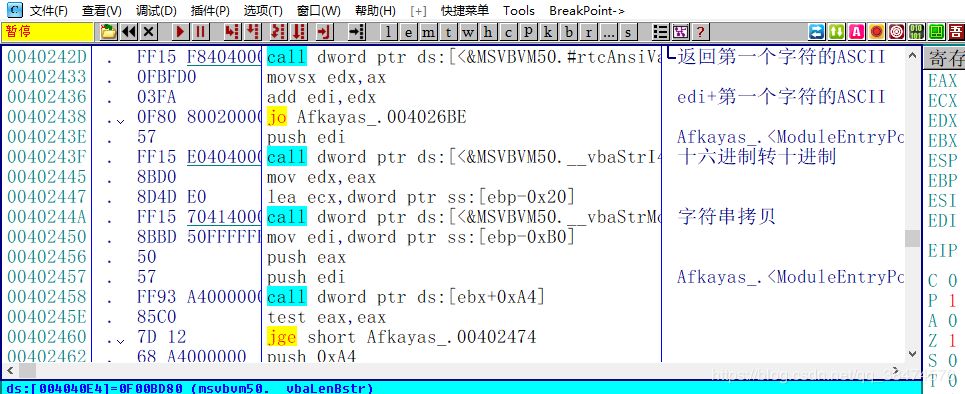 文件(F) 查看(V) 调试(D) 插件(P) 选项(T) 窗口(W) 帮助(H) [+] 快捷菜单 Tools BreakPoint->
暂停 l e m t w h c P k b r ... s
0040242D . FF15 F8404000 call dword ptr ds:[<&MSVBVM50.#rtcAnsiVa 返回第一个字符的ASCII 寄存
00402433 . 0FBFD0 movsx edx,ax EAX
00402436 . 03FA add edi,edx edi+第一个字符的ASCII ECX
00402438 . 0F80 80020000 jo Afkayas_.004026BE EDX
0040243E . 57 push edi Afkayas_.<ModuleEntryPo EBX
0040243F . FF15 E0404000 call dword ptr ds:[<&MSVBVM50.__vbaStrI4 十六进制转十进制 ESP
00402445 . 8BD0 mov edx,eax EBP
00402447 . 8D4D E0 lea ecx,dword ptr ss:[ebp-0x20] ESI
0040244A . FF15 70414000 call dword ptr ds:[<&MSVBVM50.__vbaStrMo 字符串拷贝 EDI
00402450 . 8BBD 50FFFFFF mov edi,dword ptr ss:[ebp-0xB0] EIP
00402456 . 50 push eax
00402457 . 57 push edi Afkayas_.<ModuleEntryPo C 0
00402458 . FF93 A4000000 call dword ptr ds:[ebx+0xA4] P 1
0040245E . 85C0 test eax,eax A 0
00402460 . 7D 12 jge short Afkayas_.00402474 Z 1
00402462 . 68 A4000000 push 0xA4 S 0
ds:[004040E4]=0F00BD80 (msvbvm50.__vbaLenBstr) T 0